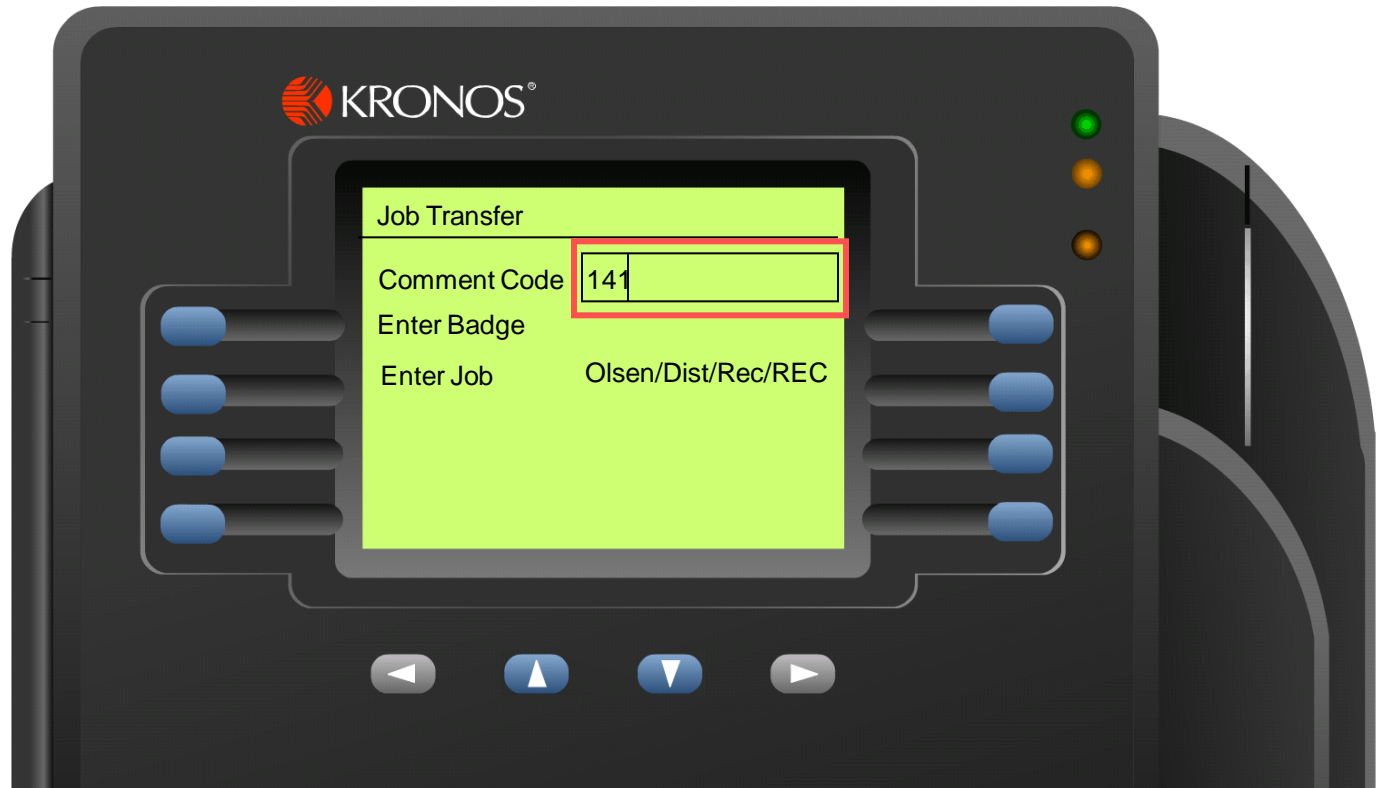 KRONOS®
Job Transfer
Comment Code 141
Enter Badge
Enter Job Olsen/Dist/Rec/REC